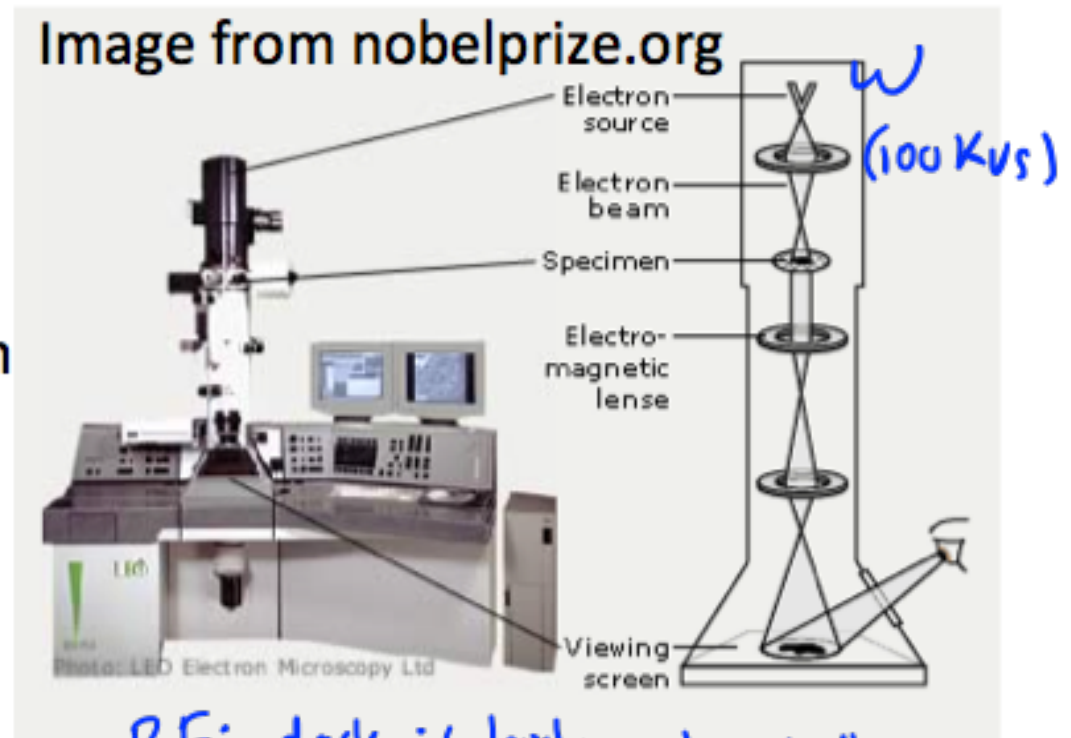 Image from nobelprize.org
W
(100 KVs)
Electron
source
Electron
beam
Specimen
Electro-
magnetic
lense
LEO
Viewing
screen
Photo: LEO Electron Microscopy Ltd
is